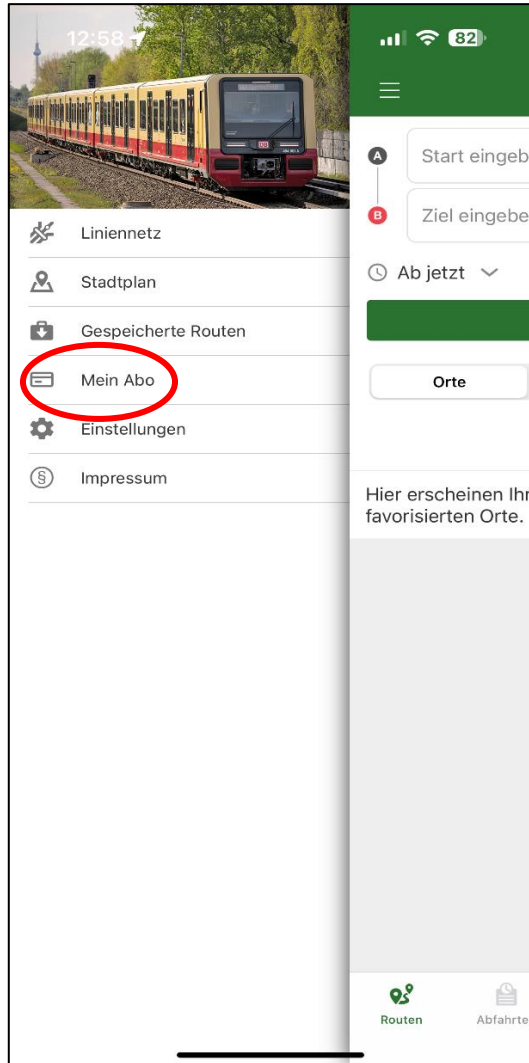 12:58
82
Liniennetz
Stadtplan
Gespeicherte Routen
Mein Abo
Einstellungen
Impressum
A
Start eingeb
B
Ziel eingebe
Ab jetzt
Orte
Hier erscheinen Ihr
favorisierten Orte.
Routen
Abfahrte